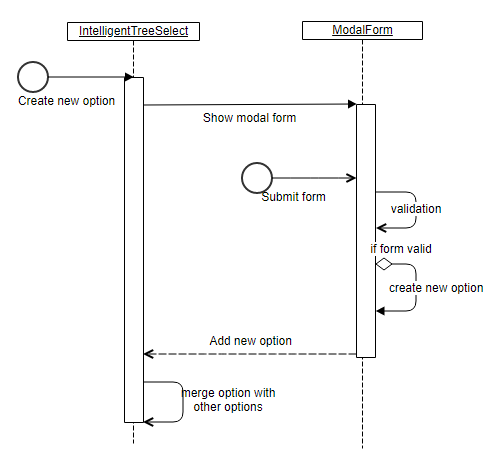 IntelligentTreeSelect
ModalForm
Create new option
Show modal form
Submit form
validation
if form valid
create new option
Add new option
merge option with
other options